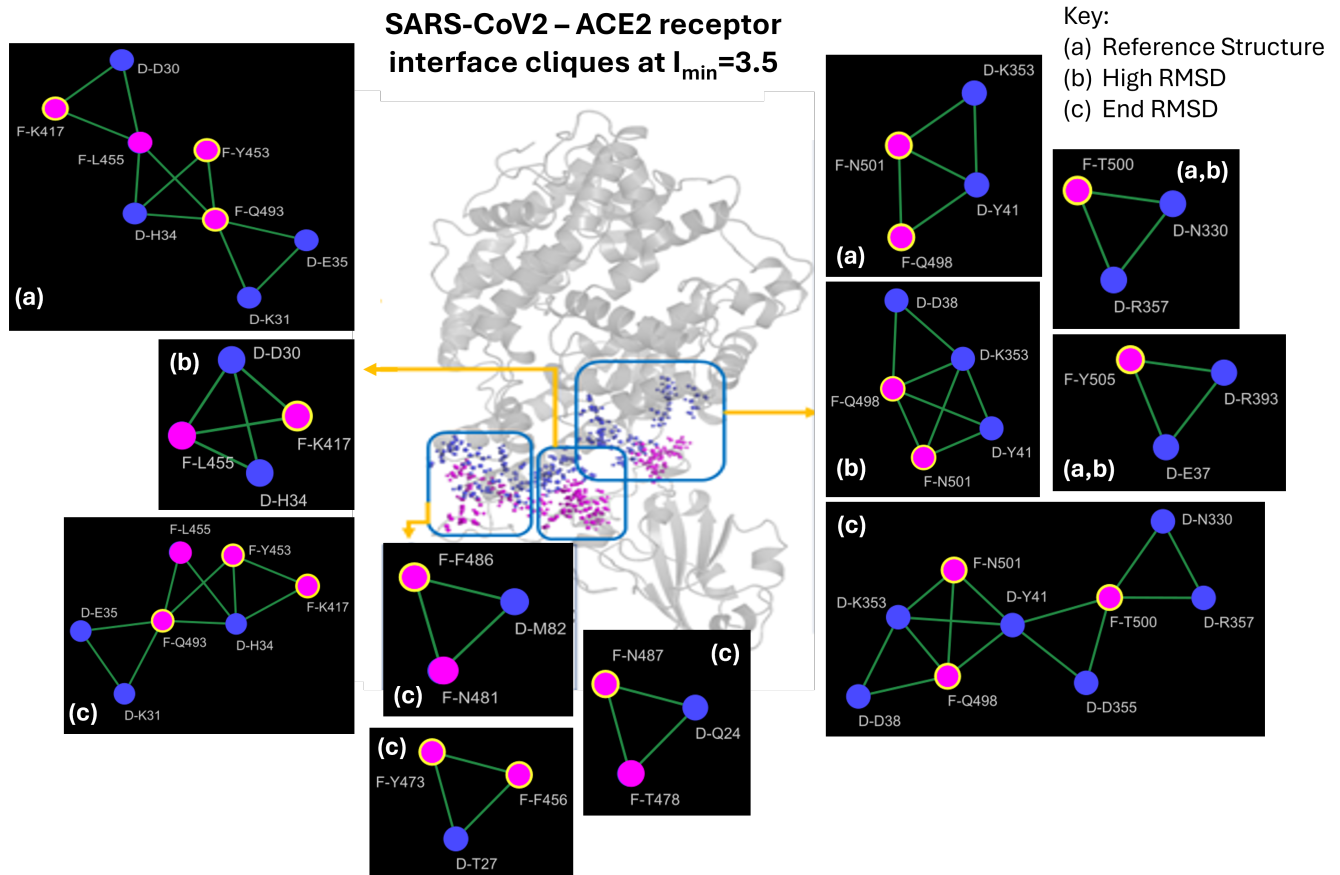 SARS-CoV2 – ACE2 receptor
interface cliques at Imin=3.5
Key:
(a) Reference Structure
(b) High RMSD
(c) End RMSD
D-D30
F-K417
F-L455
F-Y453
F-Q493
D-H34
D-E35
D-K31
(a)
(b)
D-D30
F-K417
F-L455
D-H34
F-L455
F-Y453
F-K417
D-E35
F-Q493
D-H34
D-K31
(c)
F-F486
D-M82
F-N481
(c)
(c)
F-Y473
F-F456
D-T27
F-N487
(c)
D-Q24
F-T478
D-K353
F-N501
D-Y41
F-Q498
(a)
F-T500
(a,b)
D-N330
D-R357
D-D38
D-K353
F-Q498
D-Y41
F-N501
(b)
F-Y505
D-R393
D-E37
(a,b)
(c)
D-N330
F-N501
D-K353
D-Y41
F-T500
D-R357
F-Q498
D-D38
D-D355